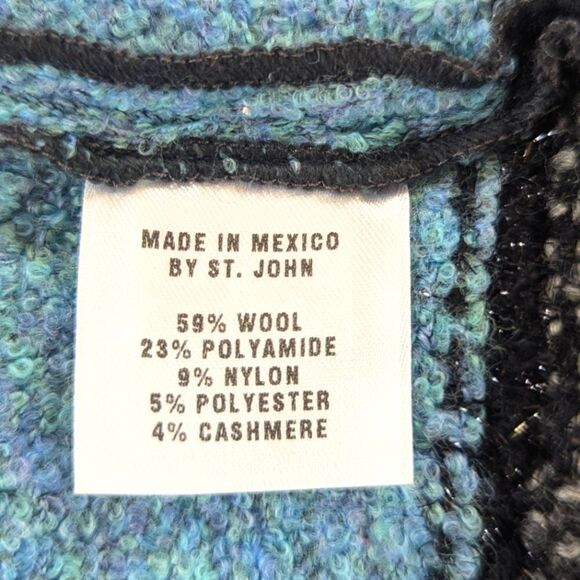 MADE IN MEXICO
BY ST. JOHN
59% WOOL
23% POLYAMIDE
9% NYLON
5% POLYESTER
4% CASHMERE